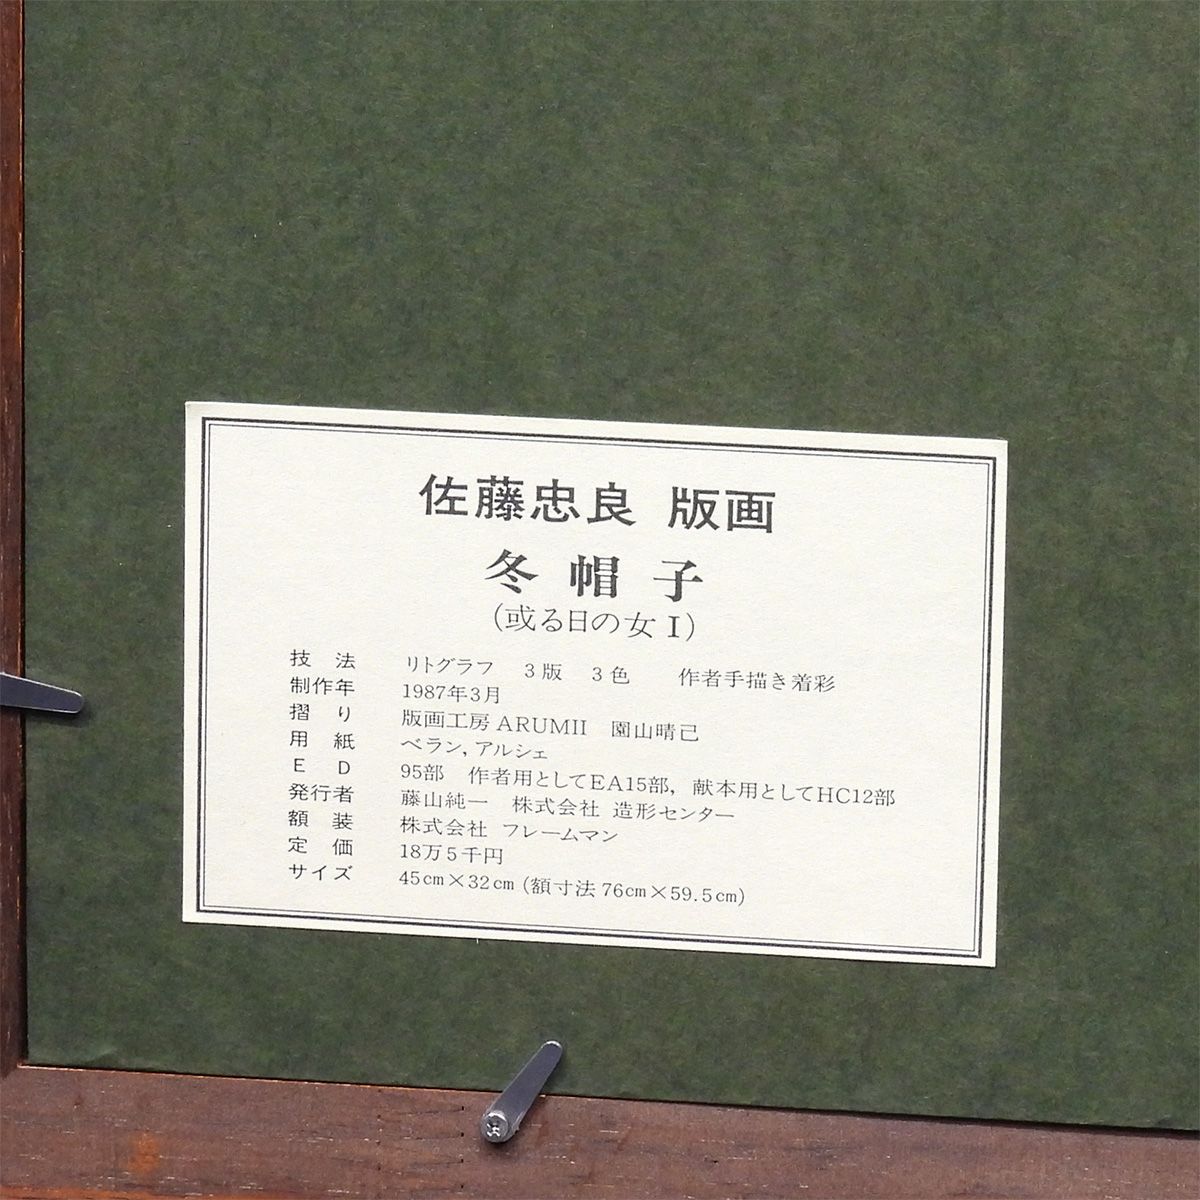 佐藤忠良 版画
冬帽子
(或る日の女 I)
技法 リトグラフ 3版 3色 作者手描き着彩
制作年 1987年3月
摺り 版画工房 ARUMII 園山晴己
用紙 ベラン, アルシェ
ED 95部 作者用としてEA15部, 献本用としてHC12部
発行者 藤山純一 株式会社 造形センター
額装 株式会社 フレームマン
定価 18万5千円
サイズ 45cm×32cm (額寸法 76cm×59.5cm)